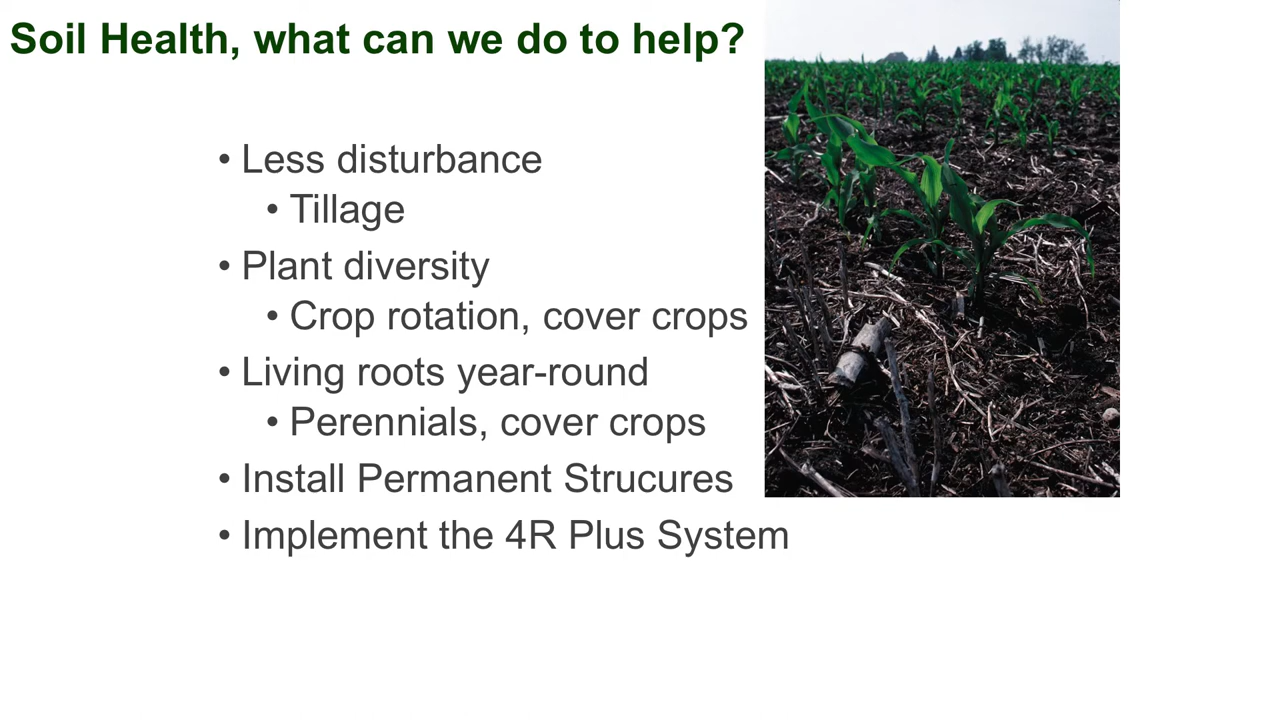 Soil Health, what can we do to help?
• Less disturbance
• Tillage
• Plant diversity
• Crop rotation, cover crops
• Living roots year-round
• Perennials, cover crops
• Install Permanent Strucures
• Implement the 4R Plus System